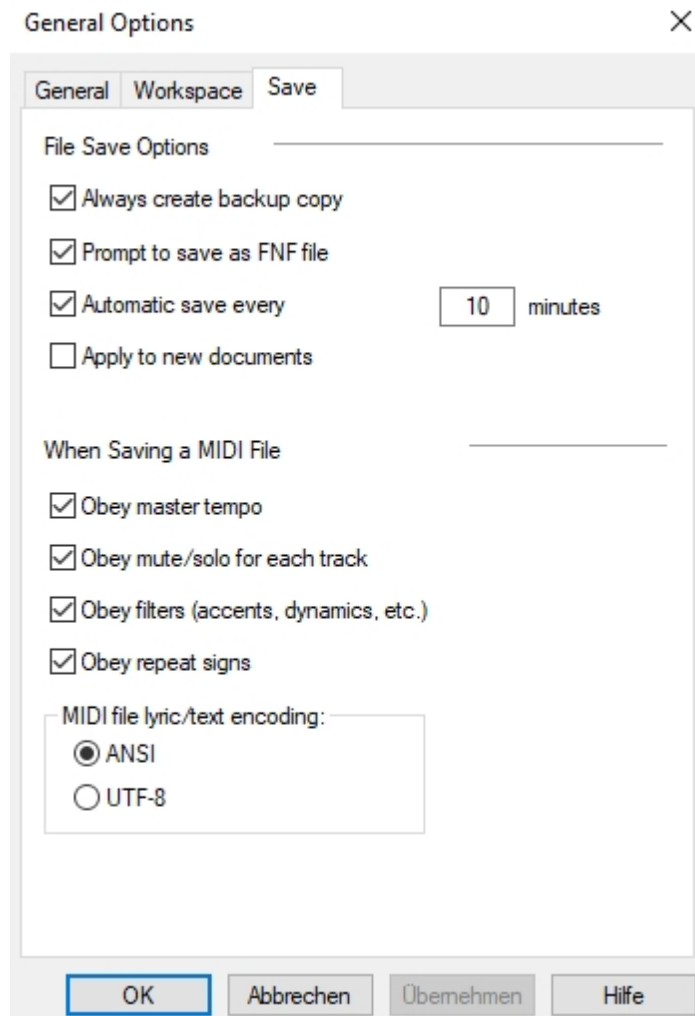 General Options
General Workspace Save
File Save Options
Always create backup copy
Prompt to save as FNF file
Automatic save every 10 minutes
Apply to new documents
When Saving a MIDI File
Obey master tempo
Obey mute/solo for each track
Obey filters (accents, dynamics, etc.)
Obey repeat signs
MIDI file lyric/text encoding:
ANSI
UTF-8
OK Abbrechen Übernehmen Hilfe